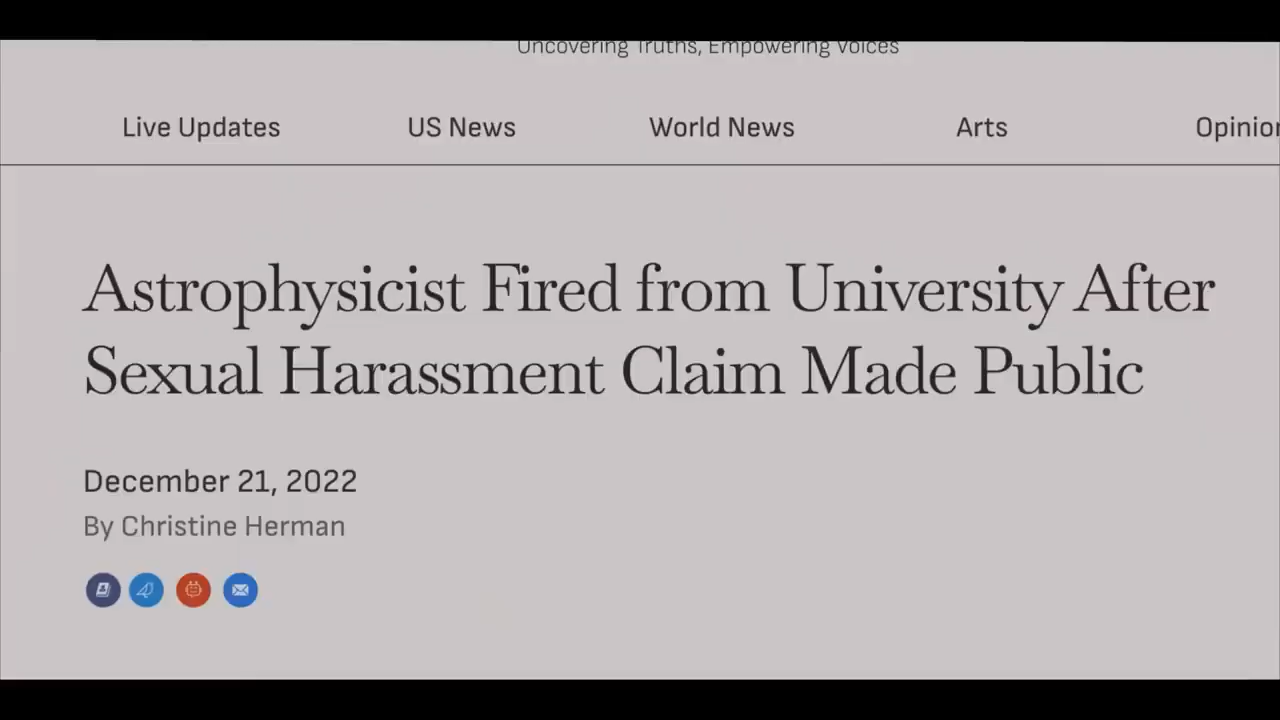 Uncovering Truths, Empowering Voices
Live Updates US News World News Arts Opinion
Astrophysicist Fired from University After
Sexual Harassment Claim Made Public
December 21, 2022
By Christine Herman